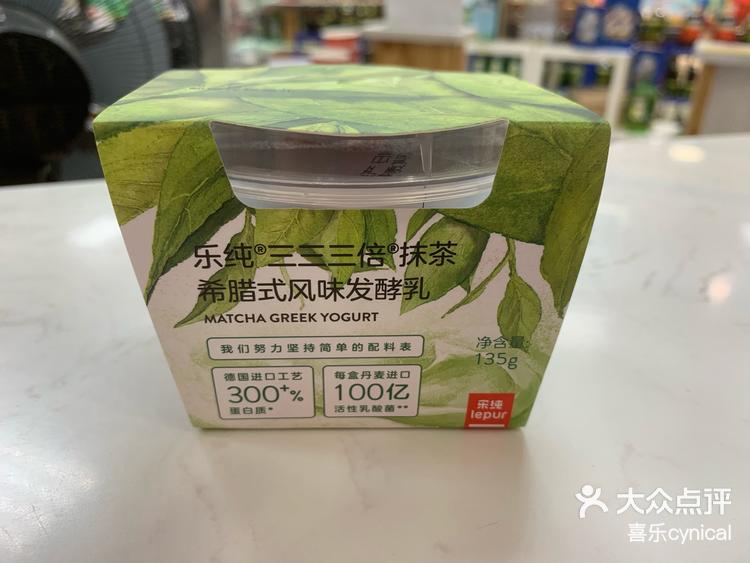 乐纯®三三三倍®抹茶
希腊式风味发酵乳
MATCHA GREEK YOGURT
我们努力坚持简单的配料表
德国进口工艺
300+%
蛋白质*
每盒丹麦进口
100亿
活性乳酸菌**
净含量:
135g
乐纯
lepur
大众点评
喜乐cynical